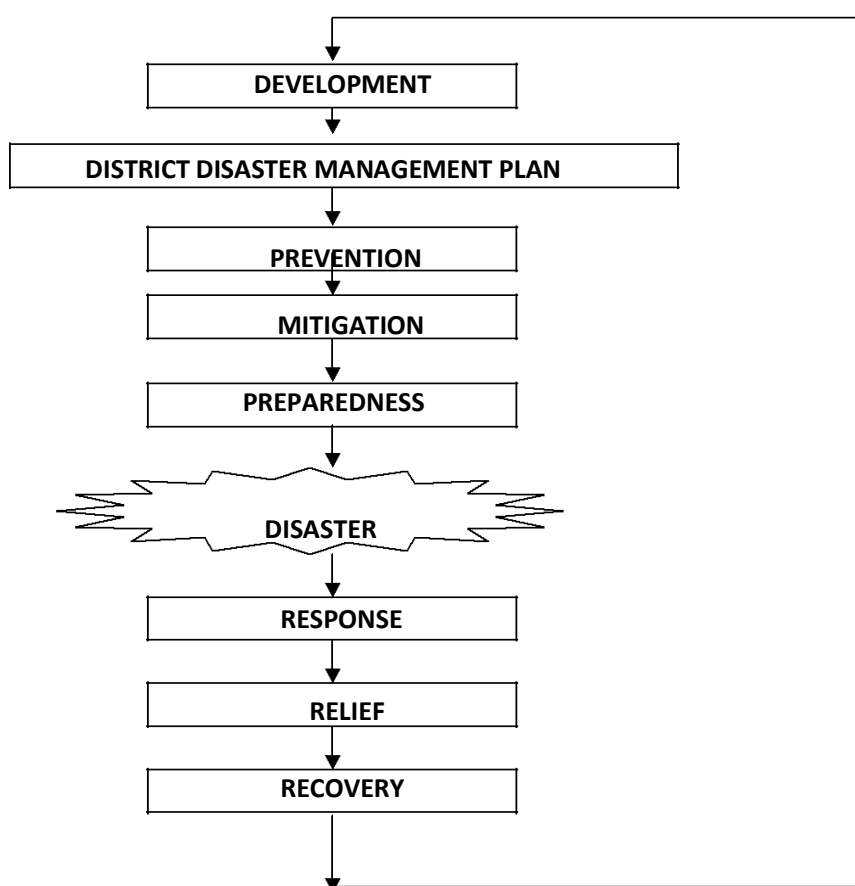 DEVELOPMENT
DISTRICT DISASTER MANAGEMENT PLAN
PREVENTION
MITIGATION
PREPAREDNESS
DISASTER
RESPONSE
RELIEF
RECOVERY